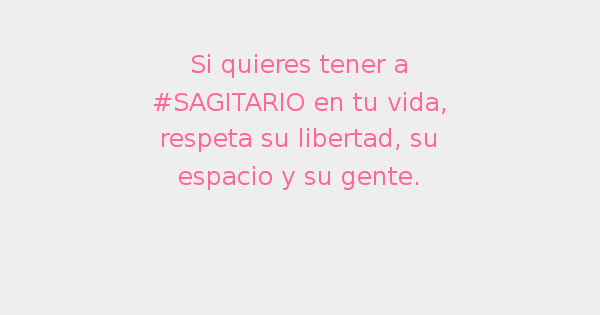 Si quieres tener a
#SAGITARIO en tu vida,
respeta su libertad, su
espacio y su gente.